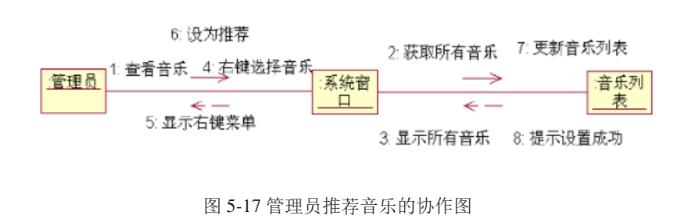 6: 设为推荐
1: 查看音乐 4: 右键选择音乐
2: 获取所有音乐 7: 更新音乐列表
:管理员
:系统窗
口
:音乐列
表
5: 显示右键菜单
3: 显示所有音乐 8: 提示设置成功
图 5-17 管理员推荐音乐的协作图